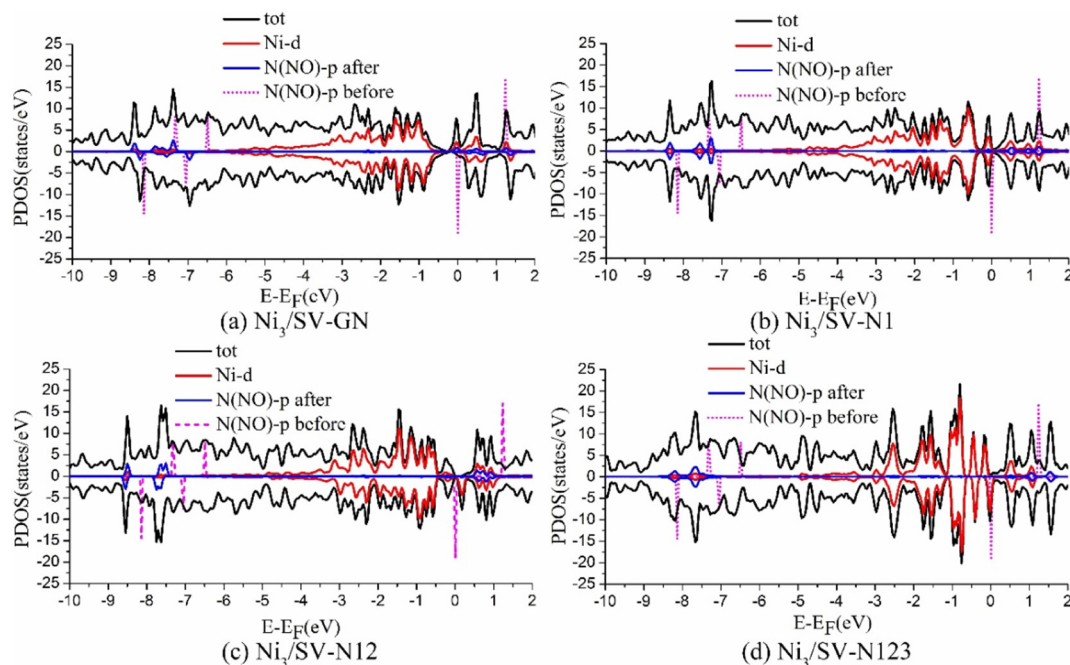 tot
Ni-d
N(NO)-p after
N(NO)-p before
PDOS(states/eV)
25
20
15
10
5
0
-5
-10
-15
-20
-25
-10 -9 -8 -7 -6 -5 -4 -3 -2 -1 0 1 2
E-EF(eV)
(a) Ni3/SV-GN
tot
Ni-d
N(NO)-p after
N(NO)-p before
PDOS(states/eV)
25
20
15
10
5
0
-5
-10
-15
-20
-25
-10 -9 -8 -7 -6 -5 -4 -3 -2 -1 0 1 2
E-EF(eV)
(b) Ni3/SV-N1
tot
Ni-d
N(NO)-p after
N(NO)-p before
PDOS(states/eV)
25
20
15
10
5
0
-5
-10
-15
-20
-25
-10 -9 -8 -7 -6 -5 -4 -3 -2 -1 0 1 2
E-EF(eV)
(c) Ni3/SV-N12
tot
Ni-d
N(NO)-p after
N(NO)-p before
PDOS(states/eV)
25
20
15
10
5
0
-5
-10
-15
-20
-25
-10 -9 -8 -7 -6 -5 -4 -3 -2 -1 0 1 2
E-EF(eV)
(d) Ni3/SV-N123